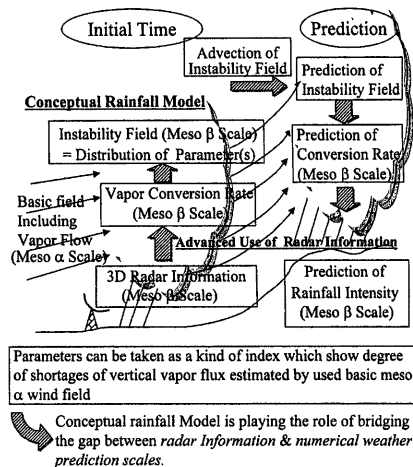 Initial Time
Prediction
Advection of
Instability Field
Prediction of
Instability Field
Conceptual Rainfall Model
Instability Field (Meso β Scale)
= Distribution of Parameter(s)
Prediction of
Conversion Rate
(Meso β Scale)
Basic field
Including
Vapor Flow
(Meso α Scale)
Vapor Conversion Rate
(Meso β Scale)
Advanced Use of Radar Information
3D Radar Information
(Meso β Scale)
Prediction of
Rainfall Intensity
(Meso β Scale)
Parameters can be taken as a kind of index which show degree
of shortages of vertical vapor flux estimated by used basic meso
α wind field
Conceptual rainfall Model is playing the role of bridging
the gap between radar Information & numerical weather
prediction scales.